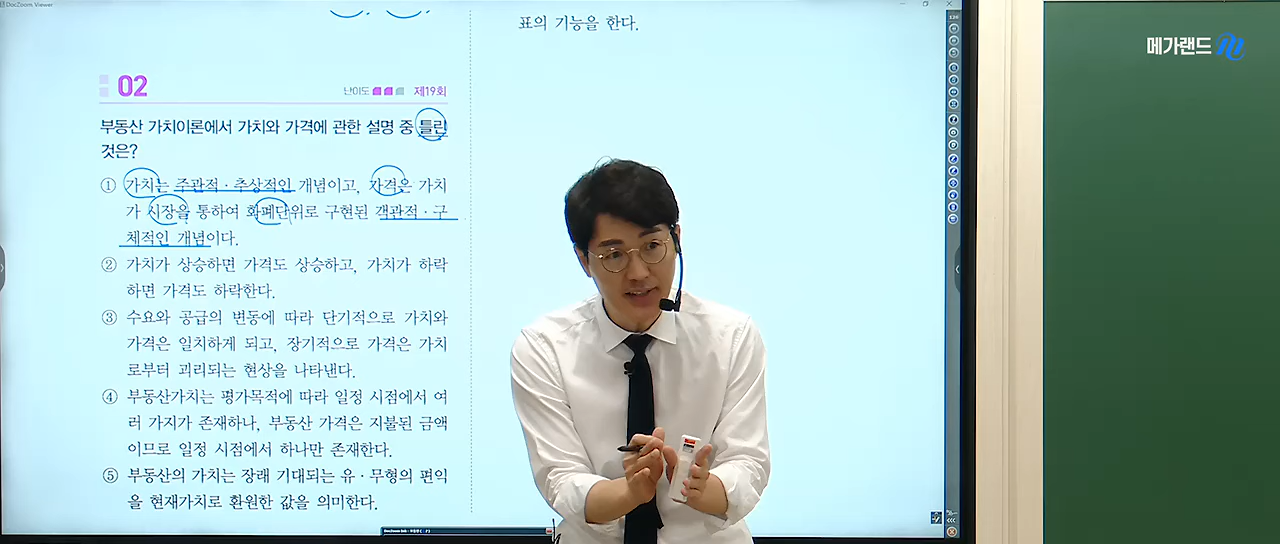 DocZoom Viewer
표의 기능을 한다.
메가랜드
02
난이도
제19회
부동산 가치이론에서 가치와 가격에 관한 설명 중 틀린
것은?
① 가치는 주관적·추상적인 개념이고, 가격은 가치
가 시장을 통하여 화폐단위로 구현된 객관적·구
체적인 개념이다.
② 가치가 상승하면 가격도 상승하고, 가치가 하락
하면 가격도 하락한다.
③ 수요와 공급의 변동에 따라 단기적으로 가치와
가격은 일치하게 되고, 장기적으로 가격은 가치
로부터 괴리되는 현상을 나타낸다.
④ 부동산가치는 평가목적에 따라 일정 시점에서 여
러 가지가 존재하나, 부동산 가격은 지불된 금액
이므로 일정 시점에서 하나만 존재한다.
⑤ 부동산의 가치는 장래 기대되는 유·무형의 편익
을 현재가치로 환원한 값을 의미한다.